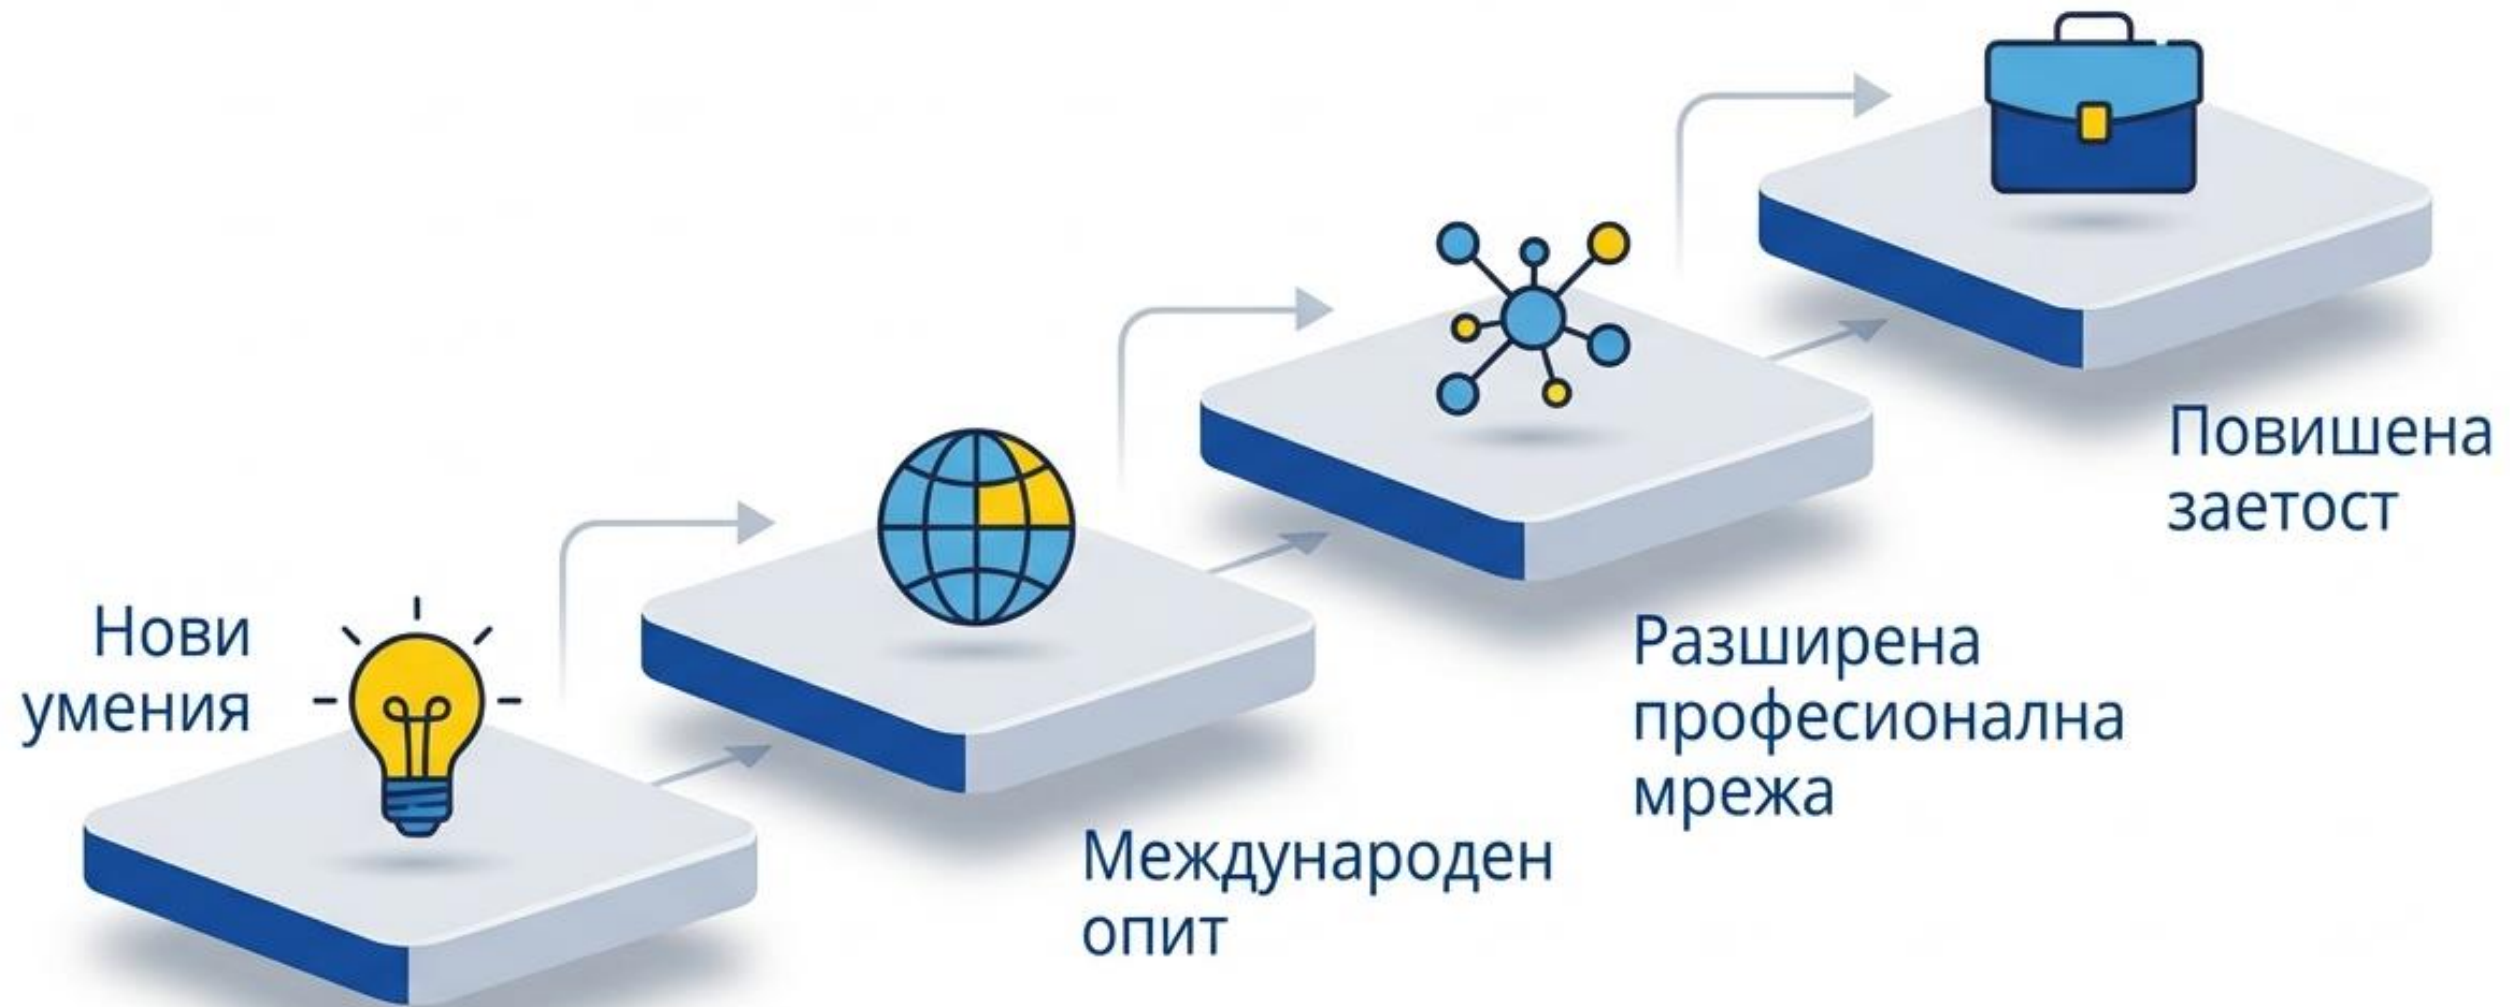 Нови
умения
Международен
опит
Разширена
професионална
мрежа
Повишена
заетост